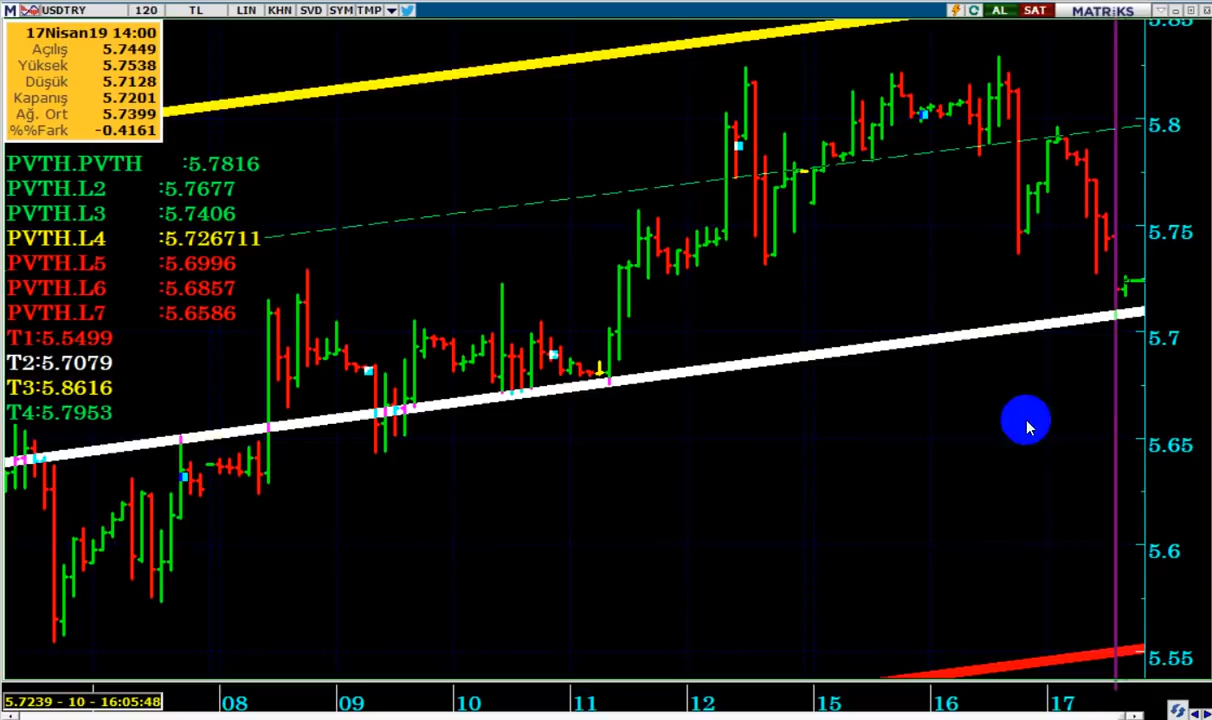 M USDTRY 120 TL LIN KHN SVD SYM TMP AL SAT MATRİKS
17Nisan19 14:00
Açılış 5.7449
Yüksek 5.7538
Düşük 5.7128
Kapanış 5.7201
Ağ. Ort 5.7399
%%Fark -0.4161
PVTH.PVTH :5.7816
PVTH.L2 :5.7677
PVTH.L3 :5.7406
PVTH.L4 :5.726711
PVTH.L5 :5.6996
PVTH.L6 :5.6857
PVTH.L7 :5.6586
T1:5.5499
T2:5.7079
T3:5.8616
T4:5.7953
5.85
5.8
5.75
5.7
5.65
5.6
5.55
5.7239 - 10 - 16:05:48
08 09 10 11 12 15 16 17